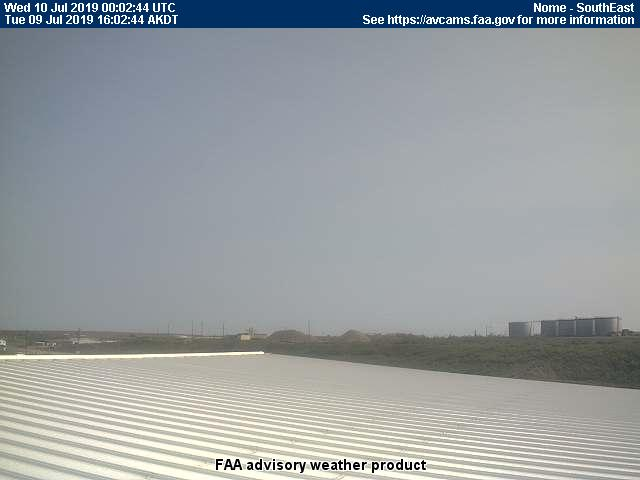 Wed 10 Jul 2019 00:02:44 UTC
Nome - SouthEast
Tue 09 Jul 2019 16:02:44 AKDT
See https://avcams.faa.gov for more information
FAA advisory weather product